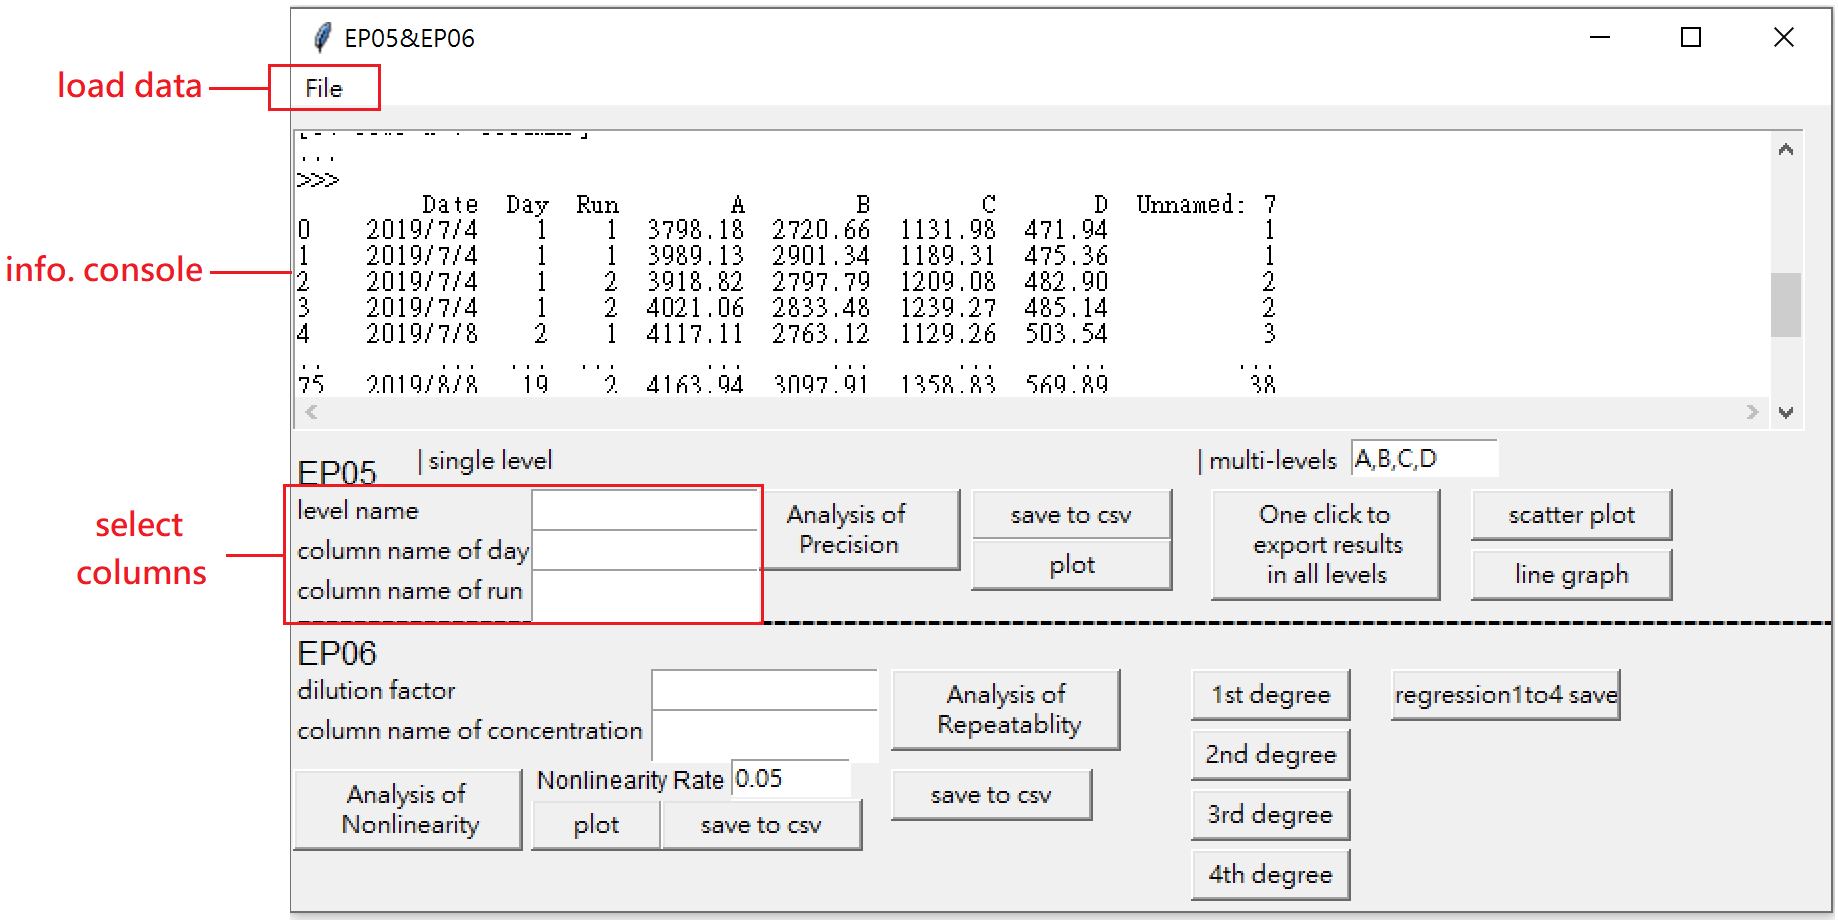 EP05&EP06
load data
File
...
>>>
Date Day Run A B C D Unnamed: 7
0 2019/7/4 1 1 3798.18 2720.66 1131.98 471.94 1
1 2019/7/4 1 1 3989.13 2901.34 1189.31 475.36 1
info. console
2 2019/7/4 1 2 3918.82 2797.79 1209.08 482.90 2
3 2019/7/4 1 2 4021.06 2833.48 1239.27 485.14 2
4 2019/7/8 2 1 4117.11 2763.12 1129.26 503.54 3
.. ... ... ... ... ... ... ... ...
75 2019/8/8 19 2 4163.94 3097.91 1358.83 569.89 38
EP05 | single level
| multi-levels A,B,C,D
select
columns
level name
column name of day
column name of run
Analysis of
Precision
save to csv
plot
One click to
export results
in all levels
scatter plot
line graph
EP06
dilution factor
column name of concentration
Analysis of
Repeatablity
1st degree
regression1to4 save
2nd degree
Analysis of
Nonlinearity
Nonlinearity Rate 0.05
plot
save to csv
save to csv
3rd degree
4th degree